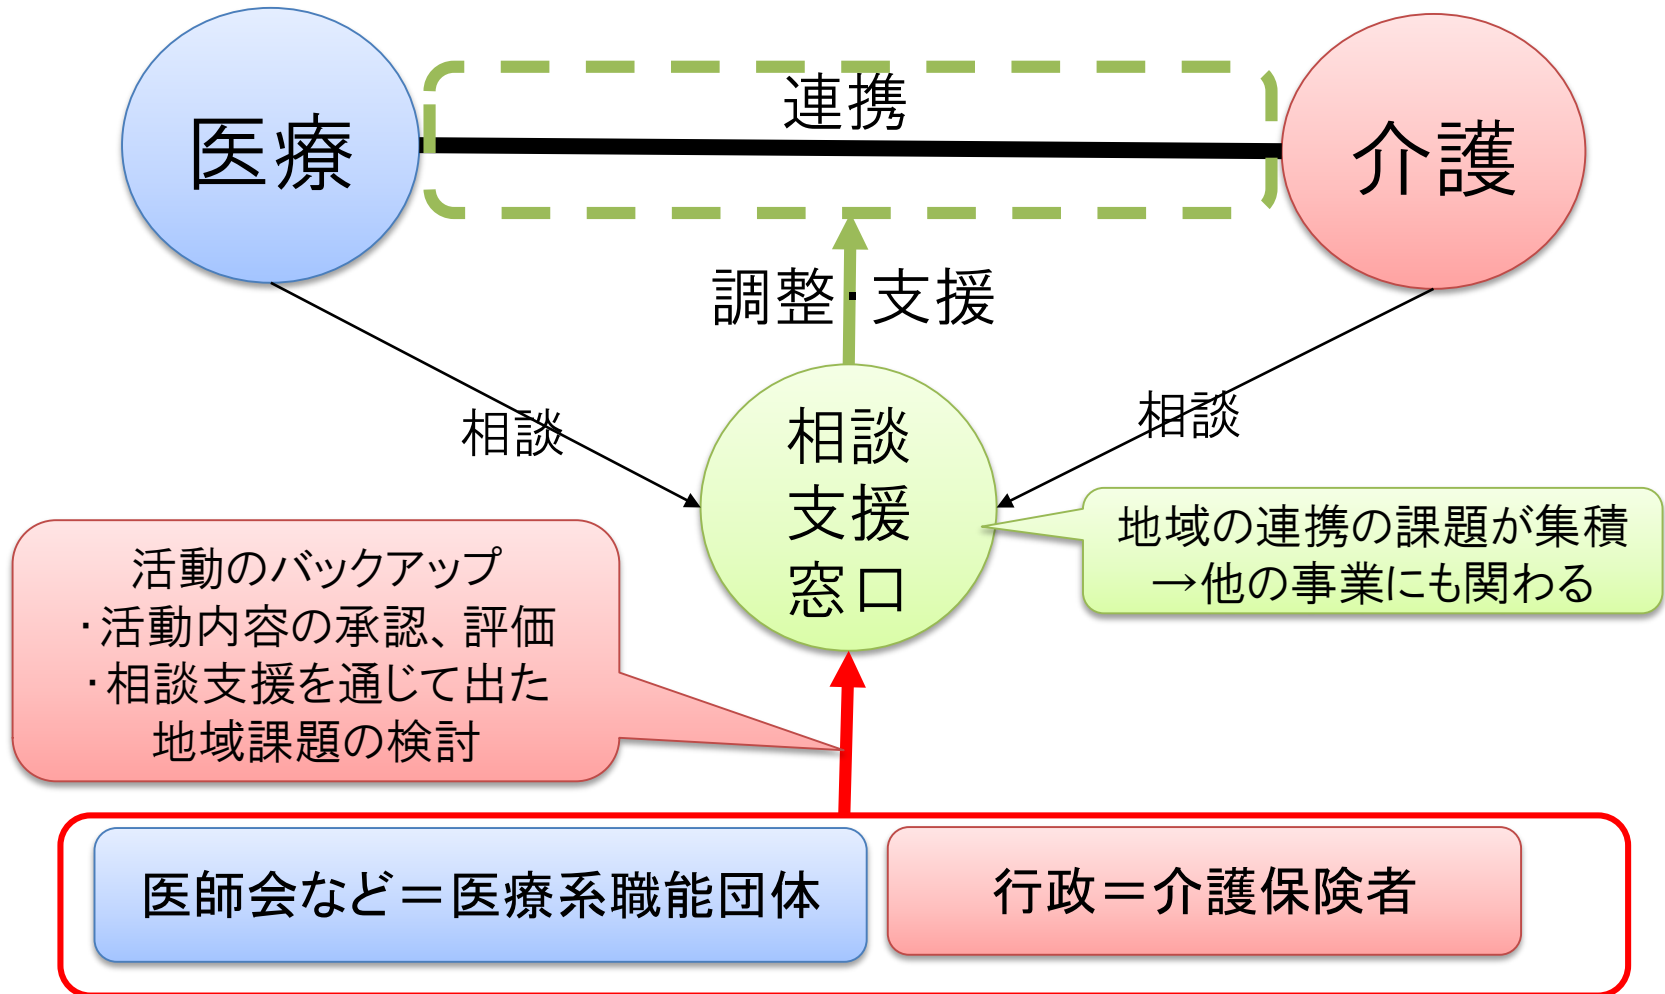 連携
医療
介護
調整・支援
相談
相談
相談
支援
窓口
地域の連携の課題が集積
→他の事業にも関わる
活動のバックアップ
・活動内容の承認、評価
・相談支援を通じて出た
地域課題の検討
医師会など＝医療系職能団体
行政＝介護保険者